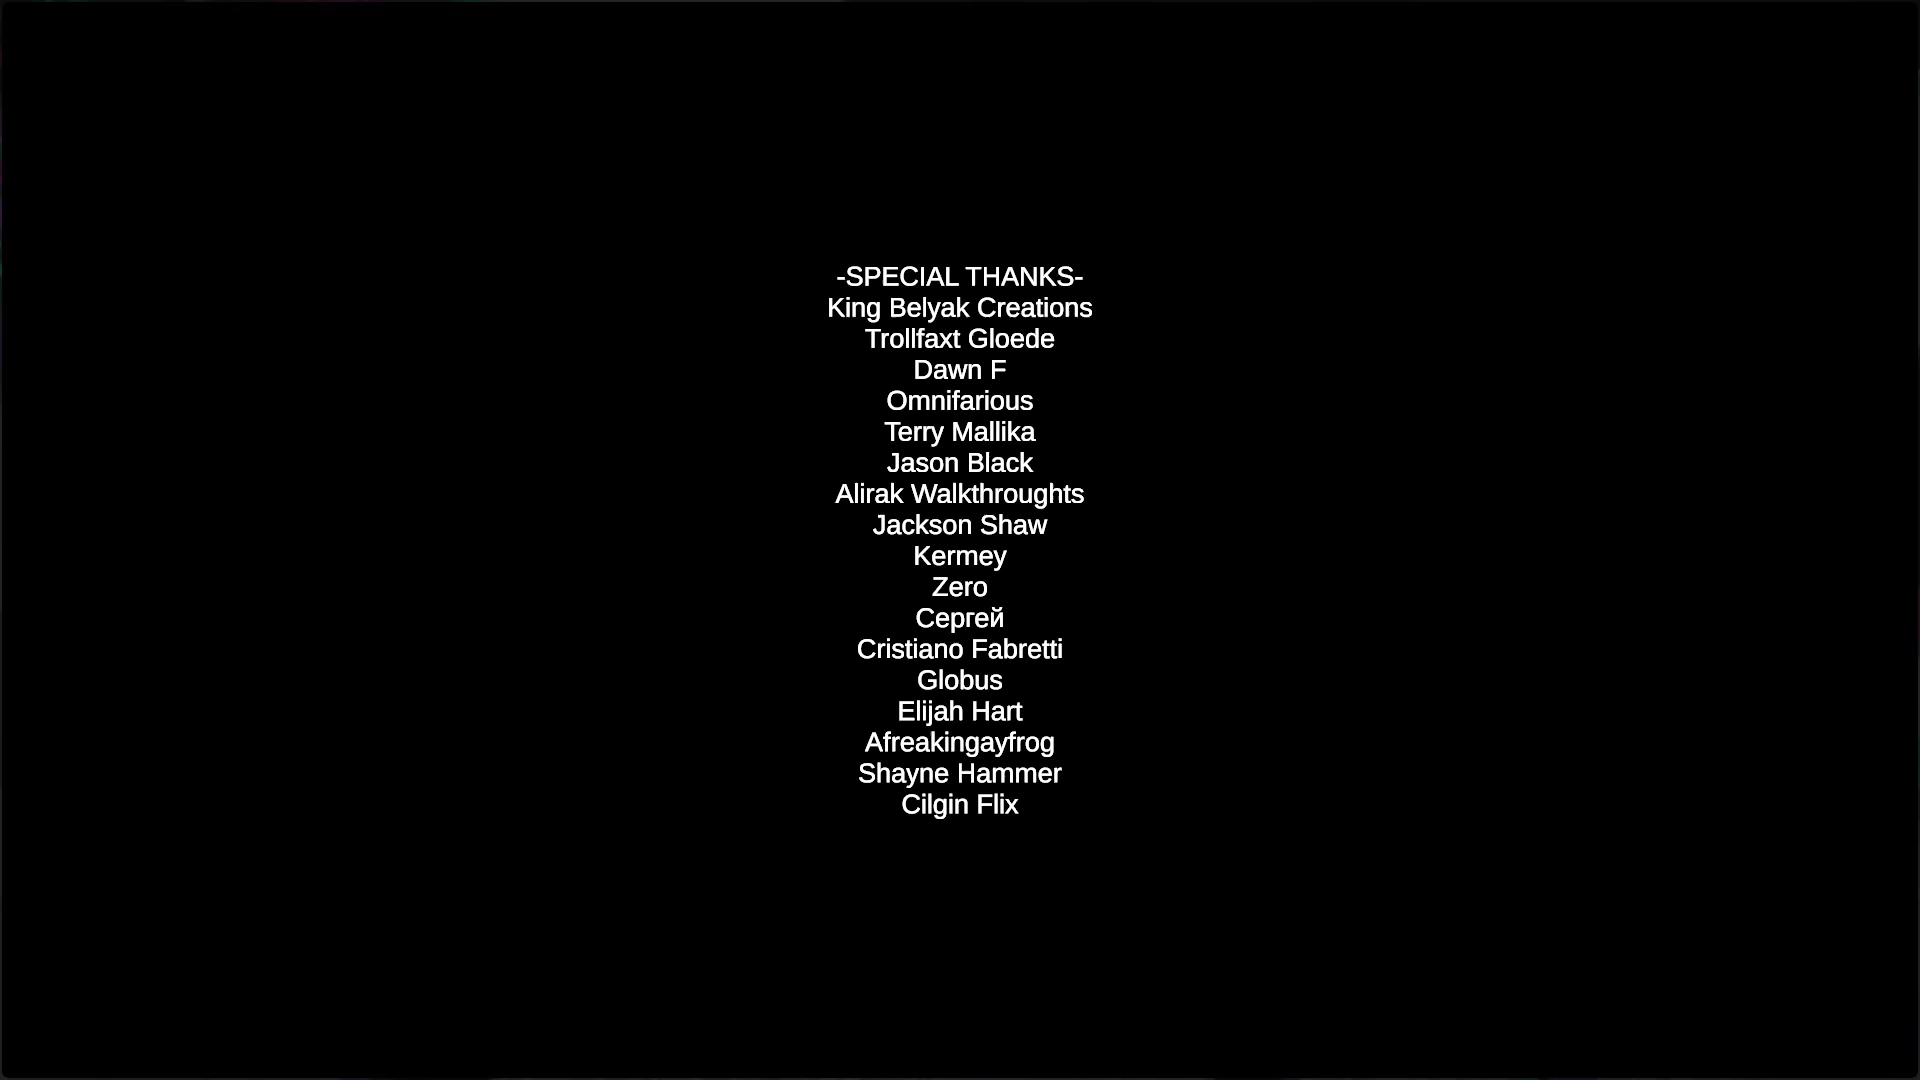 -SPECIAL THANKS-
King Belyak Creations
Trollfaxt Gloede
Dawn F
Omnifarious
Terry Mallika
Jason Black
Alirak Walkthroughts
Jackson Shaw
Kermey
Zero
Сергей
Cristiano Fabretti
Globus
Elijah Hart
Afreakingayfrog
Shayne Hammer
Cilgin Flix